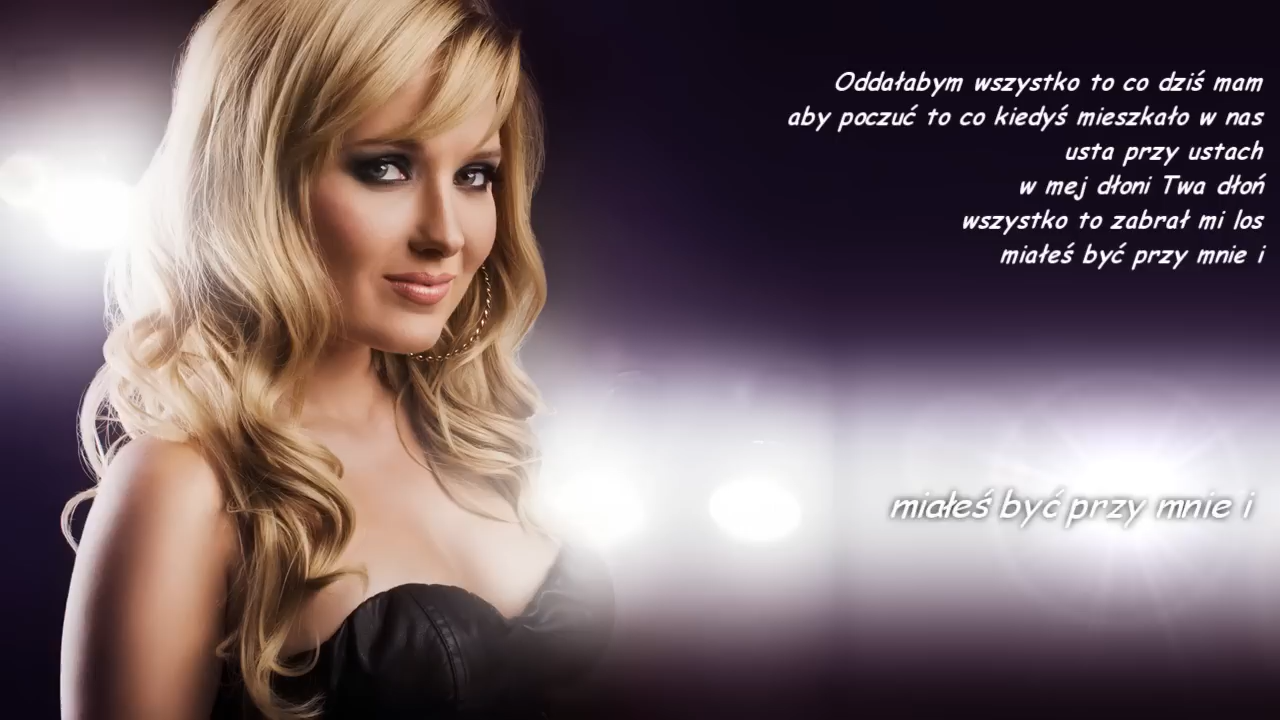 Oddałabym wszystko to co dziś mam
aby poczuć to co kiedyś mieszkało w nas
usta przy ustach
w mej dłoni Twa dłoń
wszystko to zabrał mi los
miałeś być przy mnie i
miałeś być przy mnie i